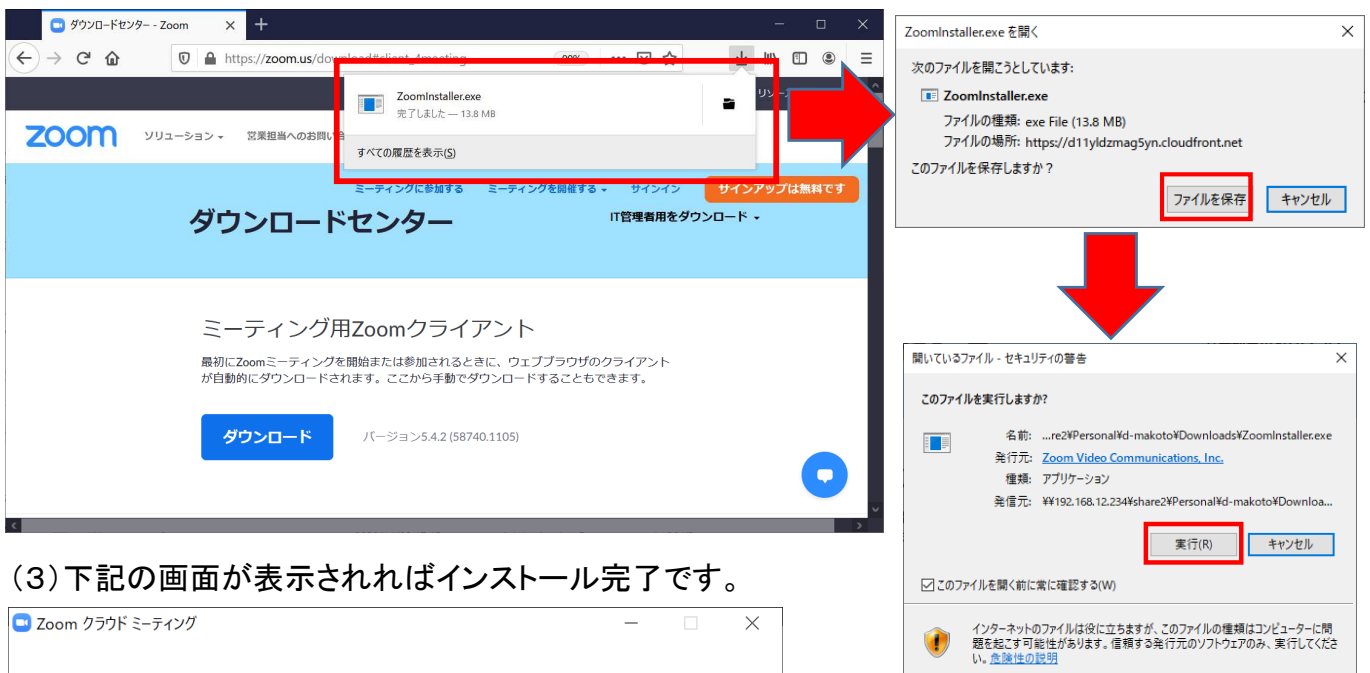 ダウンロードセンター - Zoom
https://zoom.us/download#client_4meeting
ZoomInstaller.exe
完了しました — 13.8 MB
すべての履歴を表示(S)
zoom
ソリューション
営業担当へのお問い合
ミーティングに参加する ミーティングを開催する サインイン サインアップは無料です
ダウンロードセンター
IT管理者用をダウンロード
ミーティング用Zoomクライアント
最初にZoomミーティングを開始または参加されるときに、ウェブブラウザのクライアント
が自動的にダウンロードされます。ここから手動でダウンロードすることもできます。
ダウンロード
バージョン5.4.2 (58740.1105)
ZoomInstaller.exe を開く
次のファイルを開こうとしています:
ZoomInstaller.exe
ファイルの種類: exe File (13.8 MB)
ファイルの場所: https://d11yldzmag5yn.cloudfront.net
このファイルを保存しますか？
ファイルを保存 キャンセル
開いているファイル - セキュリティの警告
このファイルを実行しますか?
名前: ...re2¥Personal¥d-makoto¥Downloads¥ZoomInstaller.exe
発行元: Zoom Video Communications, Inc.
種類: アプリケーション
発信元: ¥¥192.168.12.234¥share2¥Personal¥d-makoto¥Downloa...
実行(R) キャンセル
このファイルを開く前に常に確認する(W)
インターネットのファイルは役に立ちますが、このファイルの種類はコンピューターに問
題を起こす可能性があります。信頼する発行元のソフトウェアのみ、実行してくださ
い。危険性の説明
（３）下記の画面が表示されればインストール完了です。
Zoom クラウド ミーティング